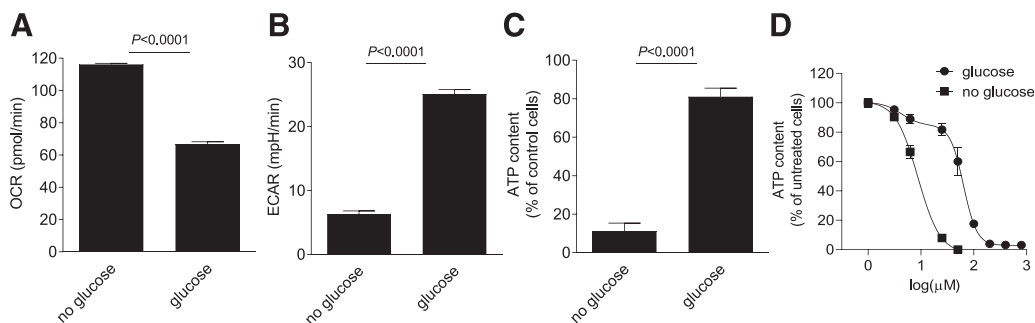 A
P<0.0001
OCR (pmol/min)
120
100
80
60
40
20
0
no glucose
glucose
B
P<0.0001
ECAR (mpH/min)
30
20
10
0
no glucose
glucose
C
P<0.0001
ATP content
(% of control cells)
100
80
60
40
20
0
no glucose
glucose
D
glucose
no glucose
ATP content
(% of untreated cells)
120
100
80
60
40
20
0
0
1
2
3
log(μM)